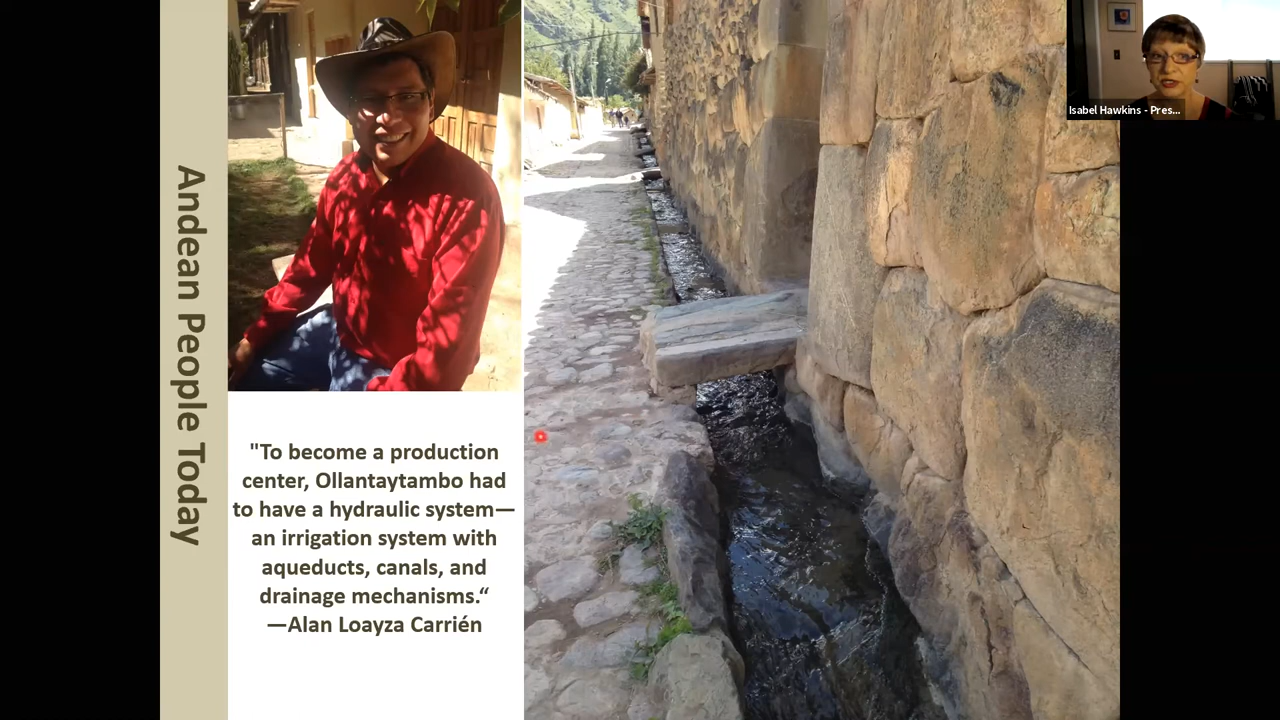 Andean People Today
"To become a production
center, Ollantaytambo had
to have a hydraulic system—
an irrigation system with
aqueducts, canals, and
drainage mechanisms.“
—Alan Loayza Carrién
Isabel Hawkins - Pres...